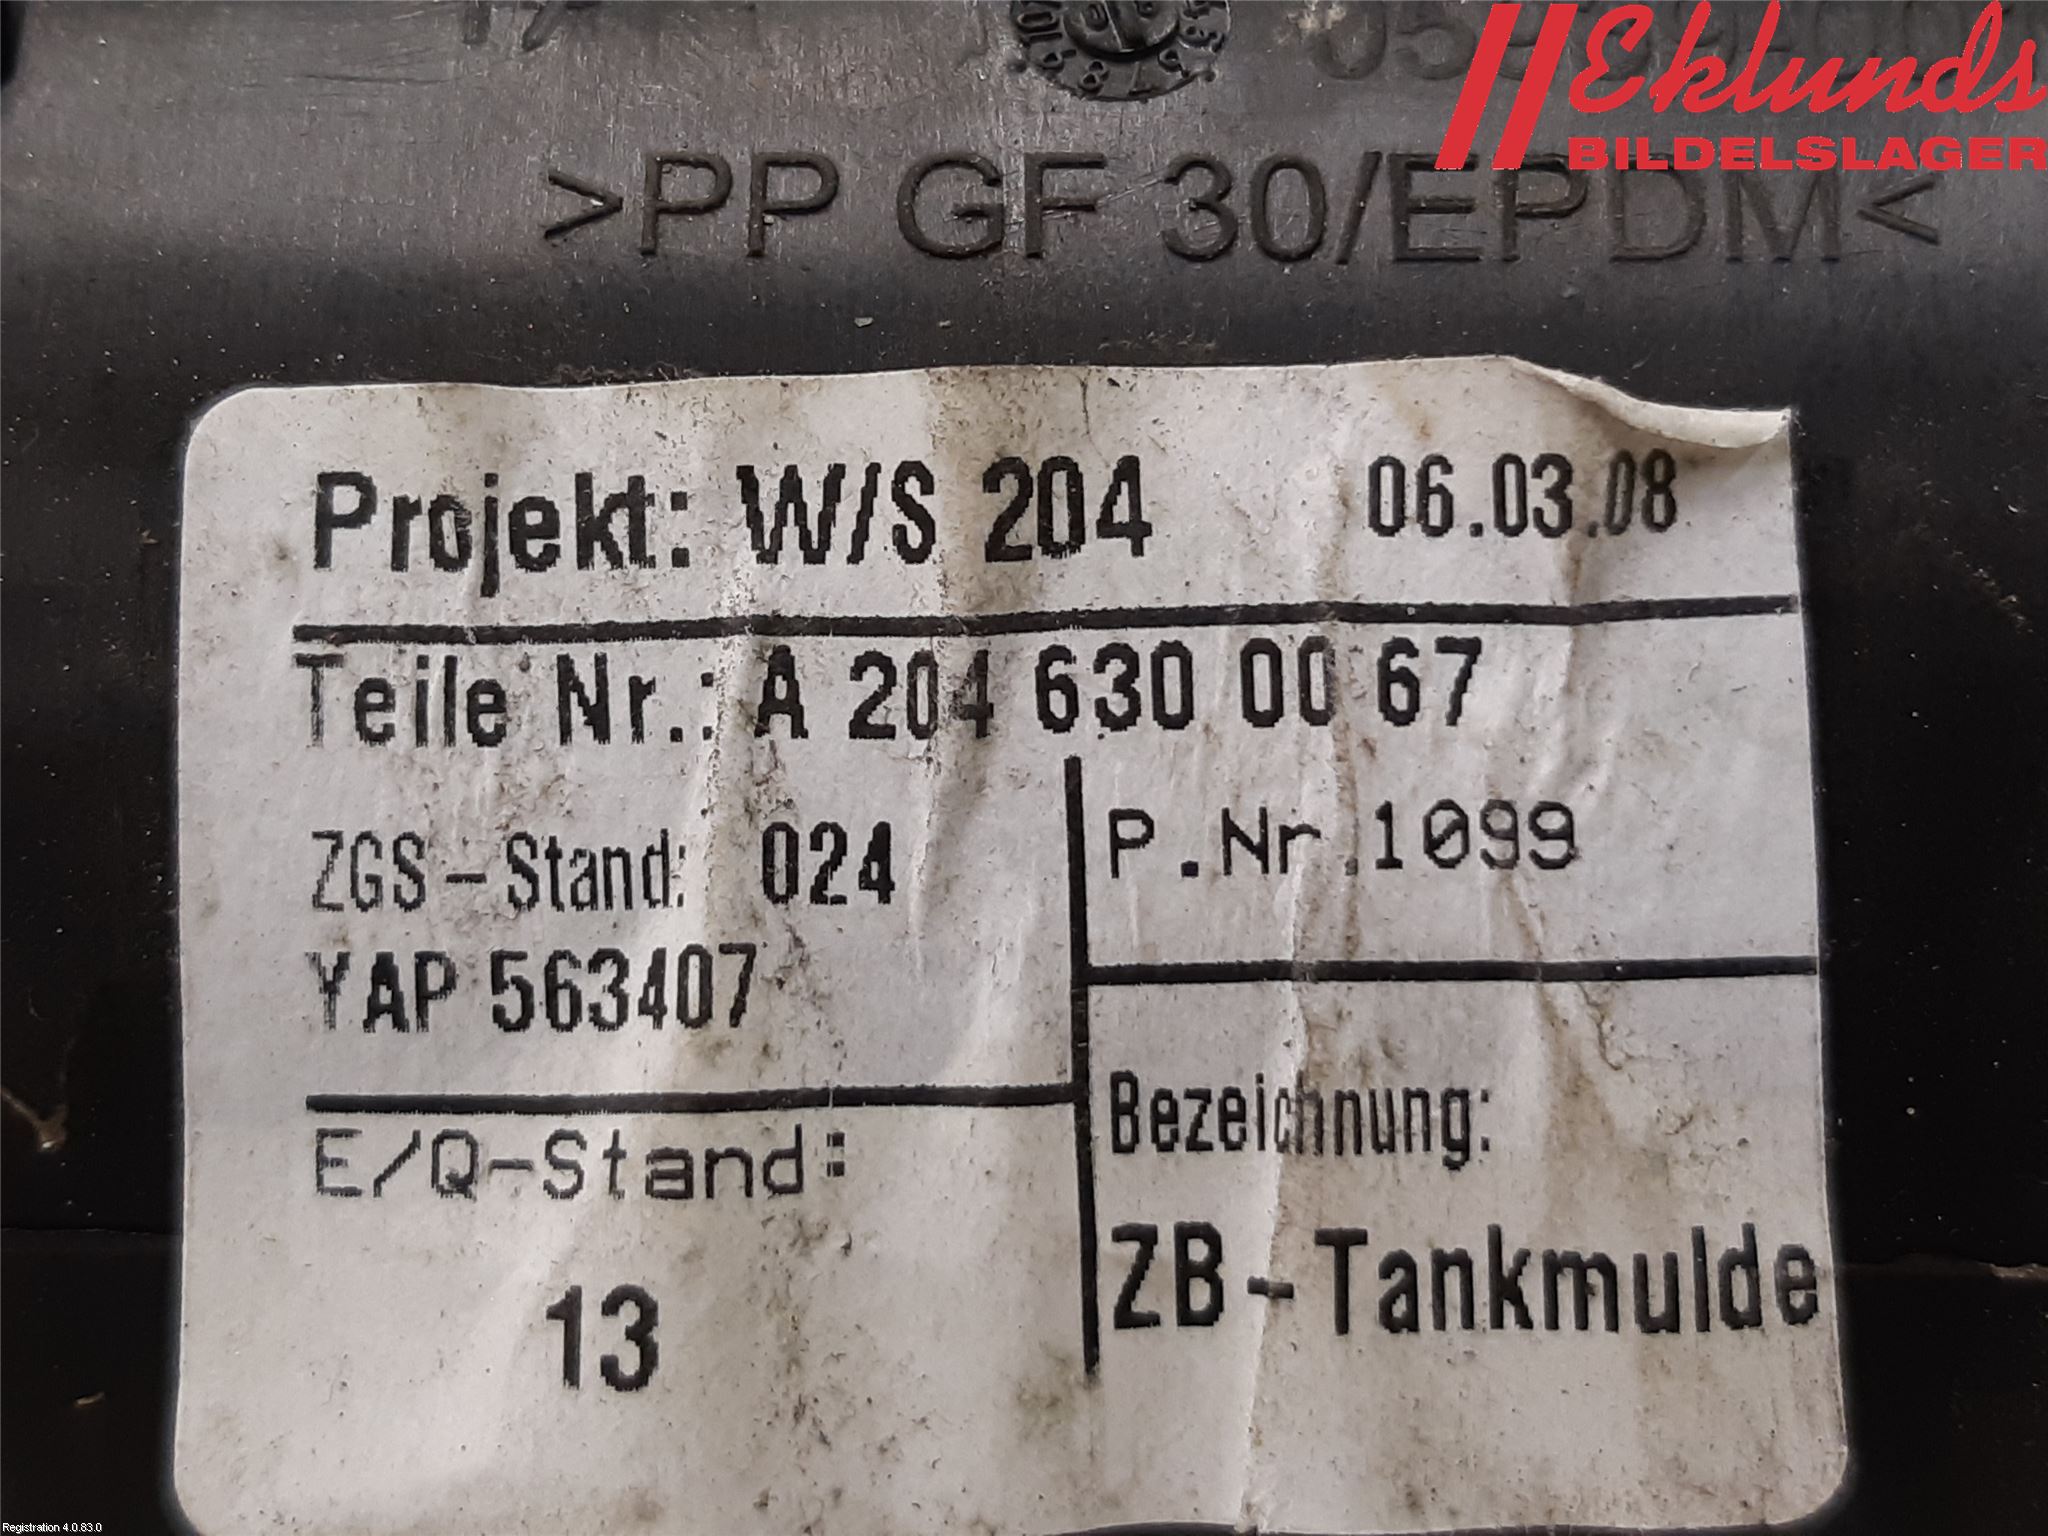 Eklunds
BILDELSLAGER
>PP GF 30/EPDM<
Projekt: W/S 204 06.03.08
Teile Nr.: A 204 630 00 67
ZGS-Stand: 024
P.Nr.1099
YAP 563407
E/Q-Stand:
13
Bezeichnung:
ZB-Tankmulde
Registration 4.0.83.0